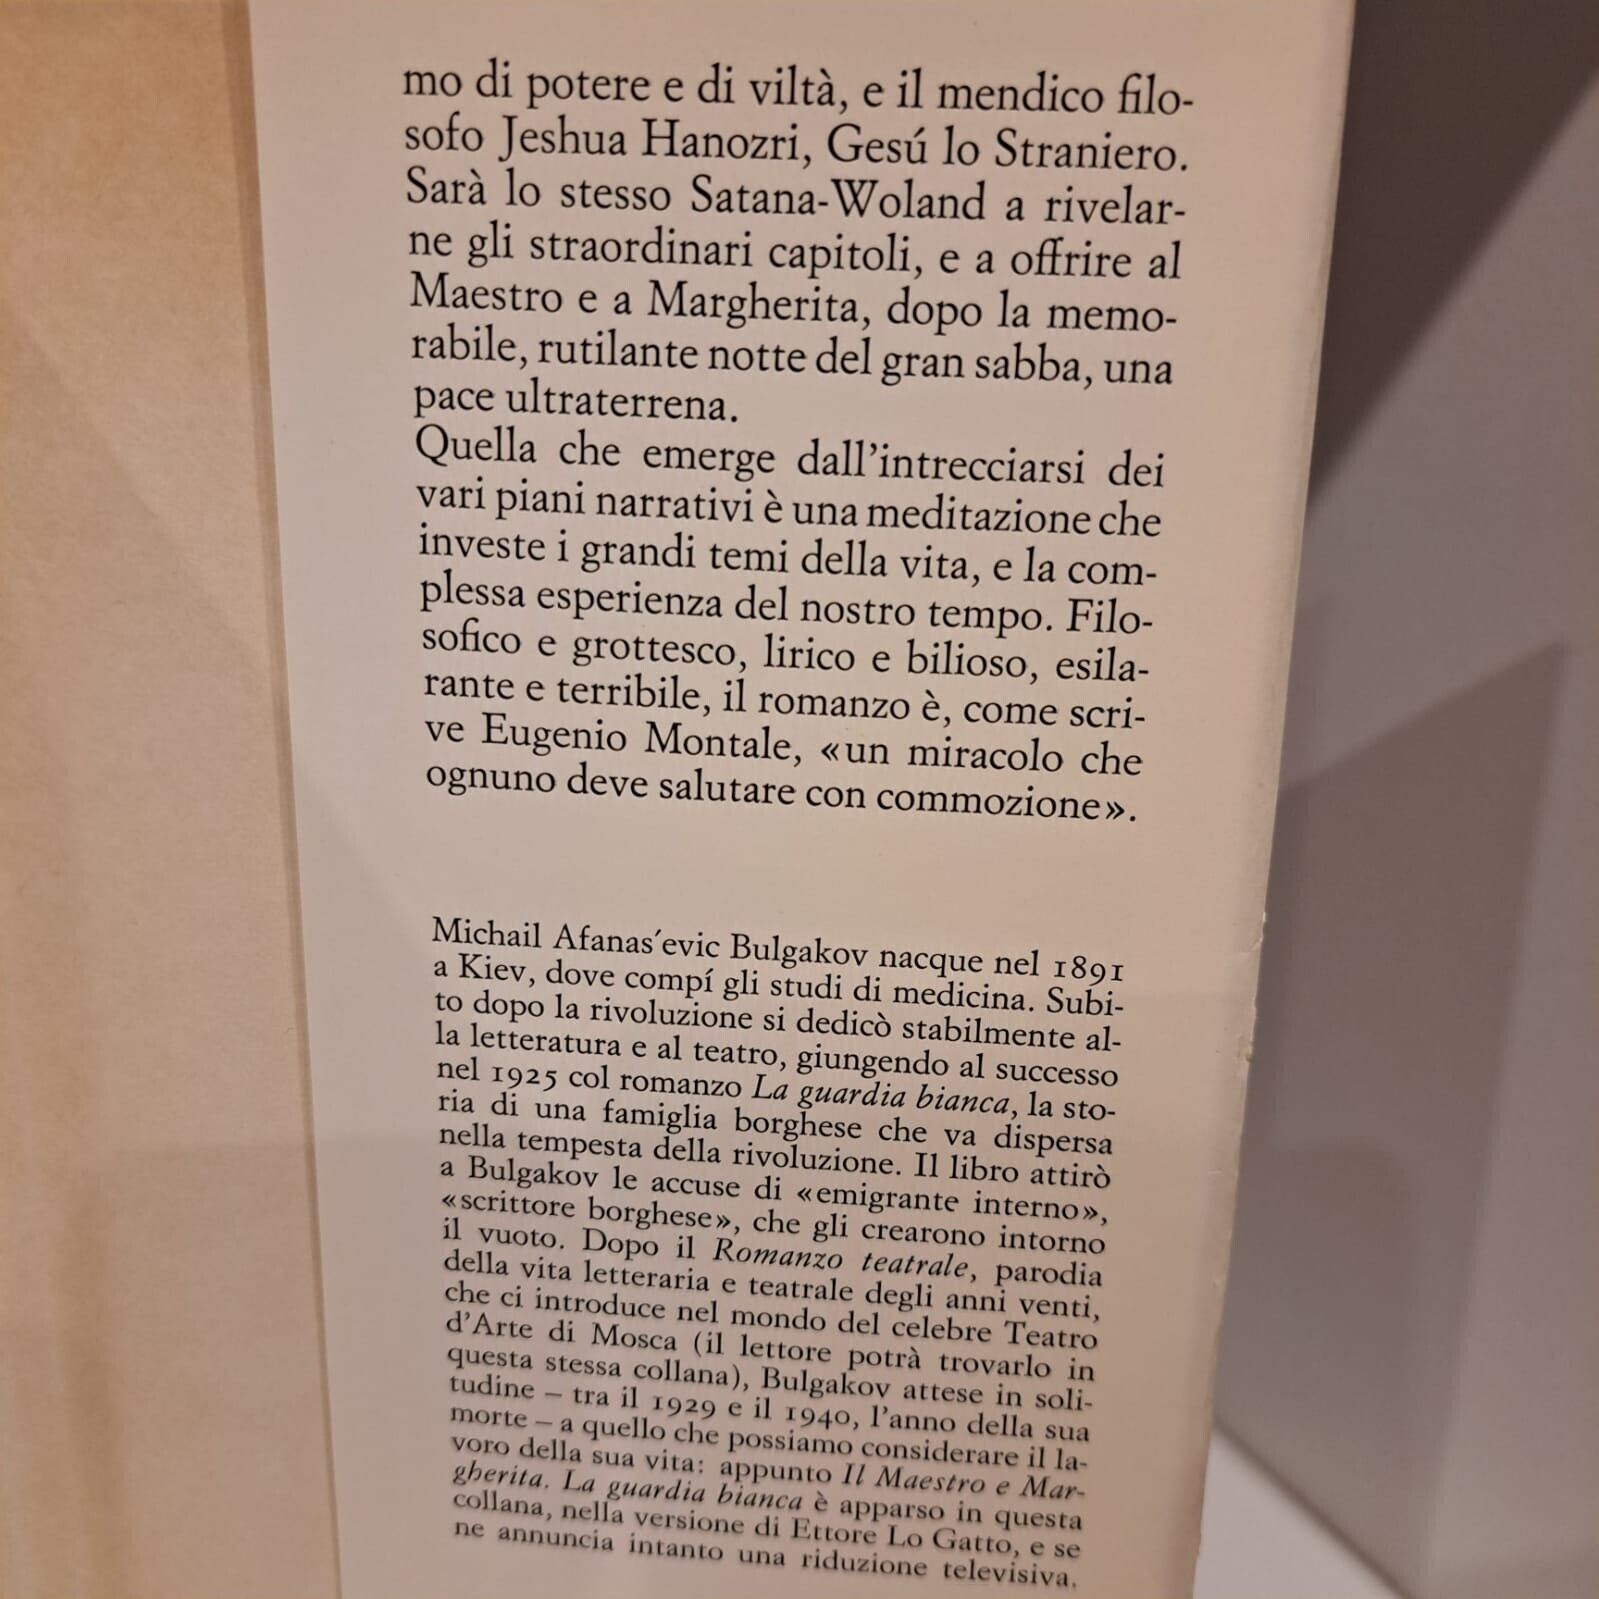 mo di potere e di viltà, e il mendico filo-
sofo Jeshua Hanozri, Gesú lo Straniero.
Sarà lo stesso Satana-Woland a rivelar-
ne gli straordinari capitoli, e a offrire al
Maestro e a Margherita, dopo la memo-
rabile, rutilante notte del gran sabba, una
pace ultraterrena.
Quella che emerge dall'intrecciarsi dei
vari piani narrativi è una meditazione che
investe i grandi temi della vita, e la com-
plessa esperienza del nostro tempo. Filo-
sofico e grottesco, lirico e bilioso, esila-
rante e terribile, il romanzo è, come scri-
ve Eugenio Montale, «un miracolo che
ognuno deve salutare con commozione».
Michail Afanas´evic Bulgakov nacque nel 1891
a Kiev, dove compí gli studi di medicina. Subi-
to dopo la rivoluzione si dedicò stabilmente al-
la letteratura e al teatro, giungendo al successo
nel 1925 col romanzo La guardia bianca, la sto-
ria di una famiglia borghese che va dispersa
nella tempesta della rivoluzione. Il libro attirò
a Bulgakov le accuse di «emigrante interno»,
«scrittore borghese», che gli crearono intorno
il vuoto. Dopo il Romanzo teatrale, parodia
della vita letteraria e teatrale degli anni venti,
che ci introduce nel mondo del celebre Teatro
d'Arte di Mosca (il lettore potrà trovarlo in
questa stessa collana), Bulgakov attese in soli-
tudine – tra il 1929 e il 1940, l'anno della sua
morte – a quello che possiamo considerare il la-
voro della sua vita: appunto Il Maestro e Mar-
gherita. La guardia bianca è apparso in questa
collana, nella versione di Ettore Lo Gatto, e se
ne annuncia intanto una riduzione televisiva.